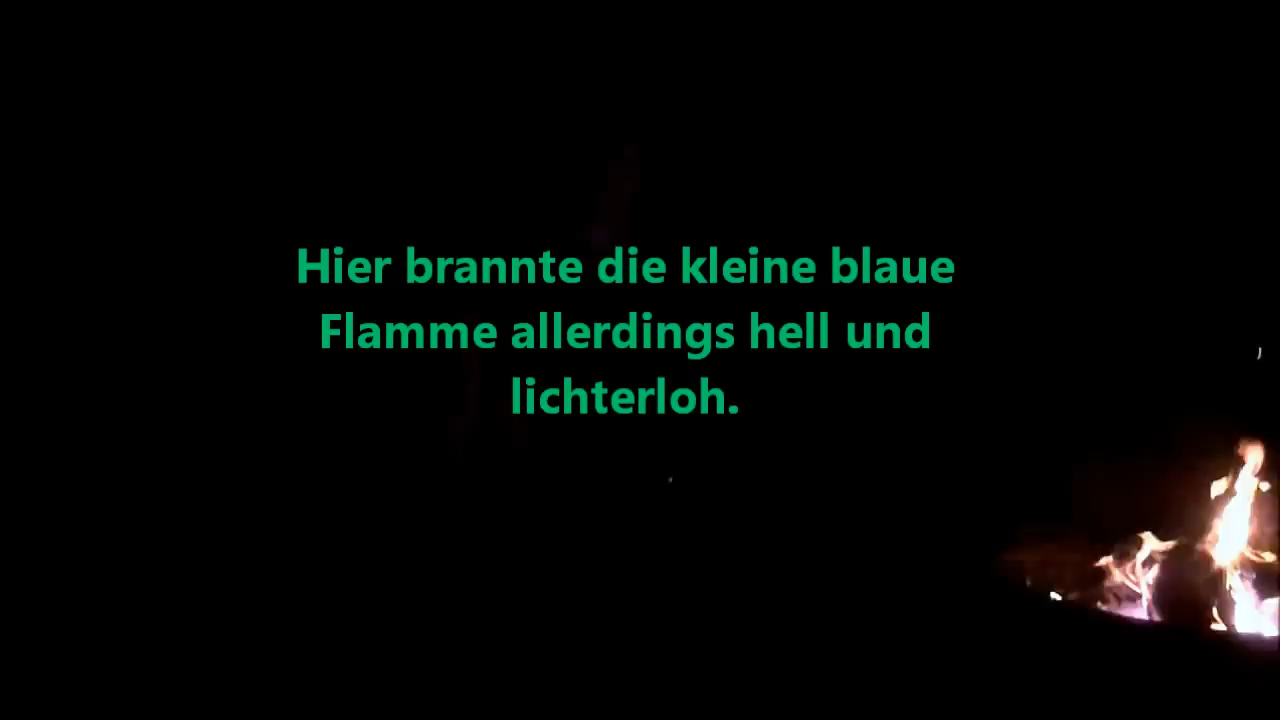 Hier brannte die kleine blaue
Flamme allerdings hell und
lichterloh.